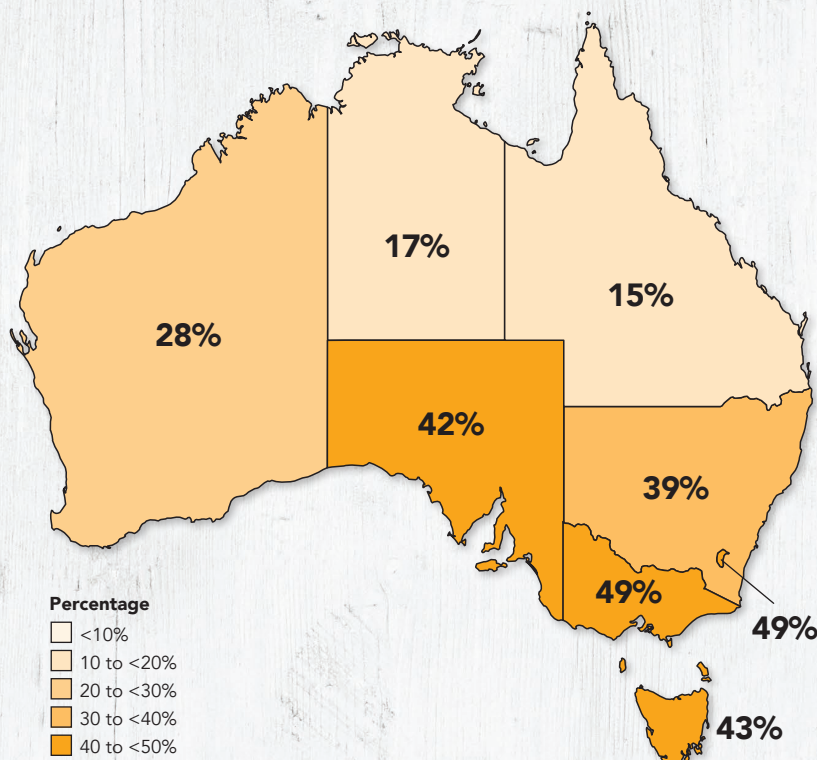 17%
15%
28%
42%
39%
49%
49%
43%
Percentage
<10%
10 to <20%
20 to <30%
30 to <40%
40 to <50%